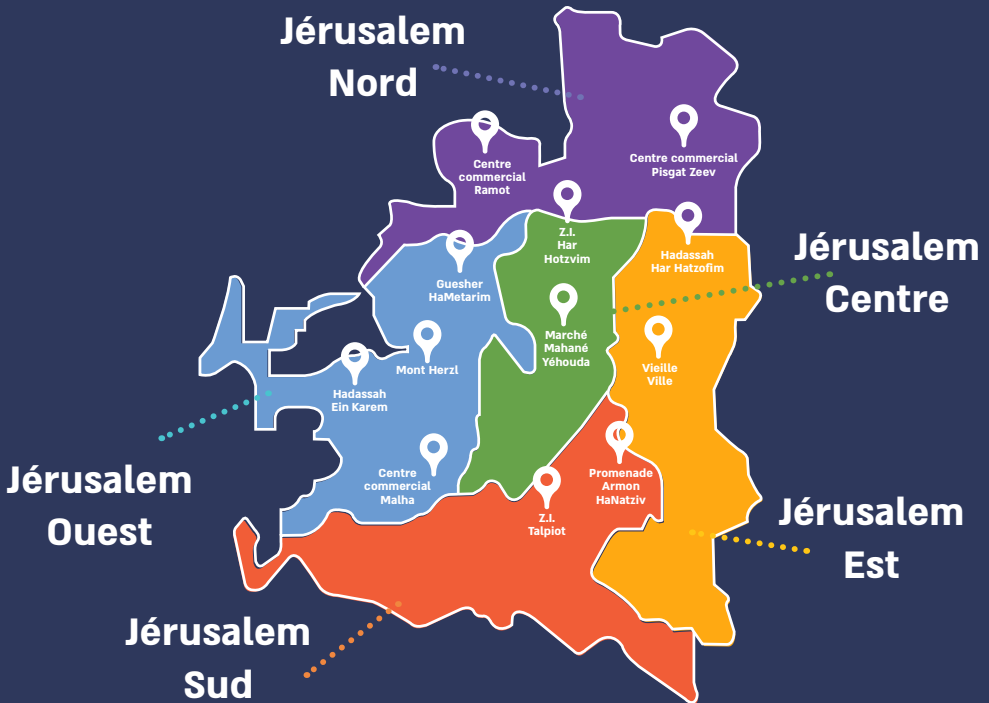 Jérusalem
Nord
Centre
commercial
Ramot
Centre commercial
Pisgat Zeev
Z.I.
Har
Hotzvim
Hadassah
Har Hatzofim
Jérusalem
Centre
Guesher
HaMetarim
Marché
Mahané
Yéhouda
Mont Herzl
Vieille
Ville
Hadassah
Ein Karem
Jérusalem
Ouest
Centre
commercial
Malha
Promenade
Armon
HaNatziv
Z.I.
Talpiot
Jérusalem
Est
Jérusalem
Sud